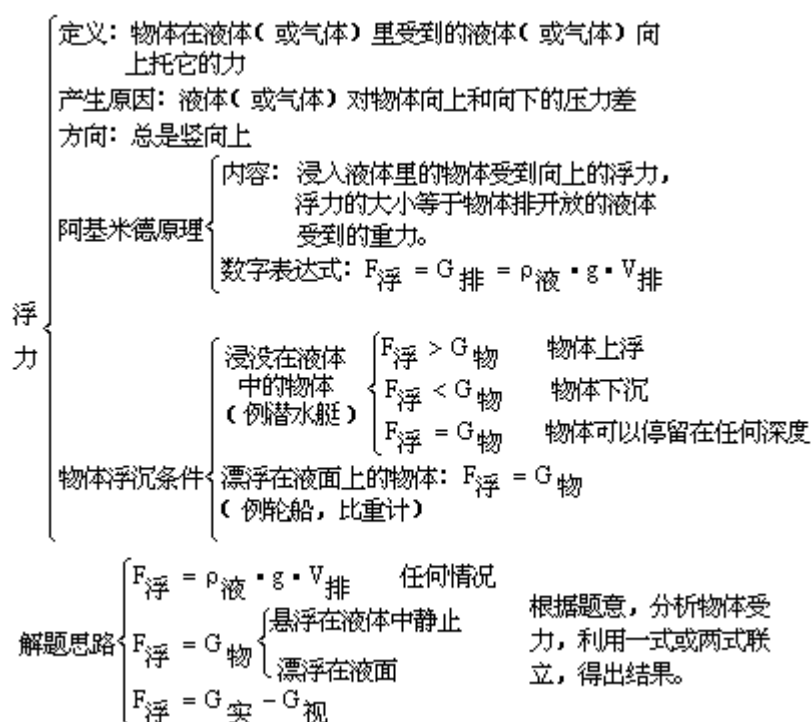 定义：物体在液体（或气体）里受到的液体（或气体）向
上托它的力
产生原因：液体（或气体）对物体向上和向下的压力差
方向：总是竖向上
阿基米德原理
内容：浸入液体里的物体受到向上的浮力，
浮力的大小等于物体排开放的液体
受到的重力。
数字表达式：F浮 = G排 = ρ液▪g▪V排
浮
力
物体浮沉条件
浸没在液体
中的物体
（例潜水艇）
F浮 > G物 物体上浮
F浮 < G物 物体下沉
F浮 = G物 物体可以停留在任何深度
漂浮在液面上的物体：F浮 = G物
（例轮船，比重计）
解题思路
F浮 = ρ液▪g▪V排 任何情况
F浮 = G物
悬浮在液体中静止
漂浮在液面
F浮 = G实 - G视
根据题意，分析物体受
力，利用一式或两式联
立，得出结果。